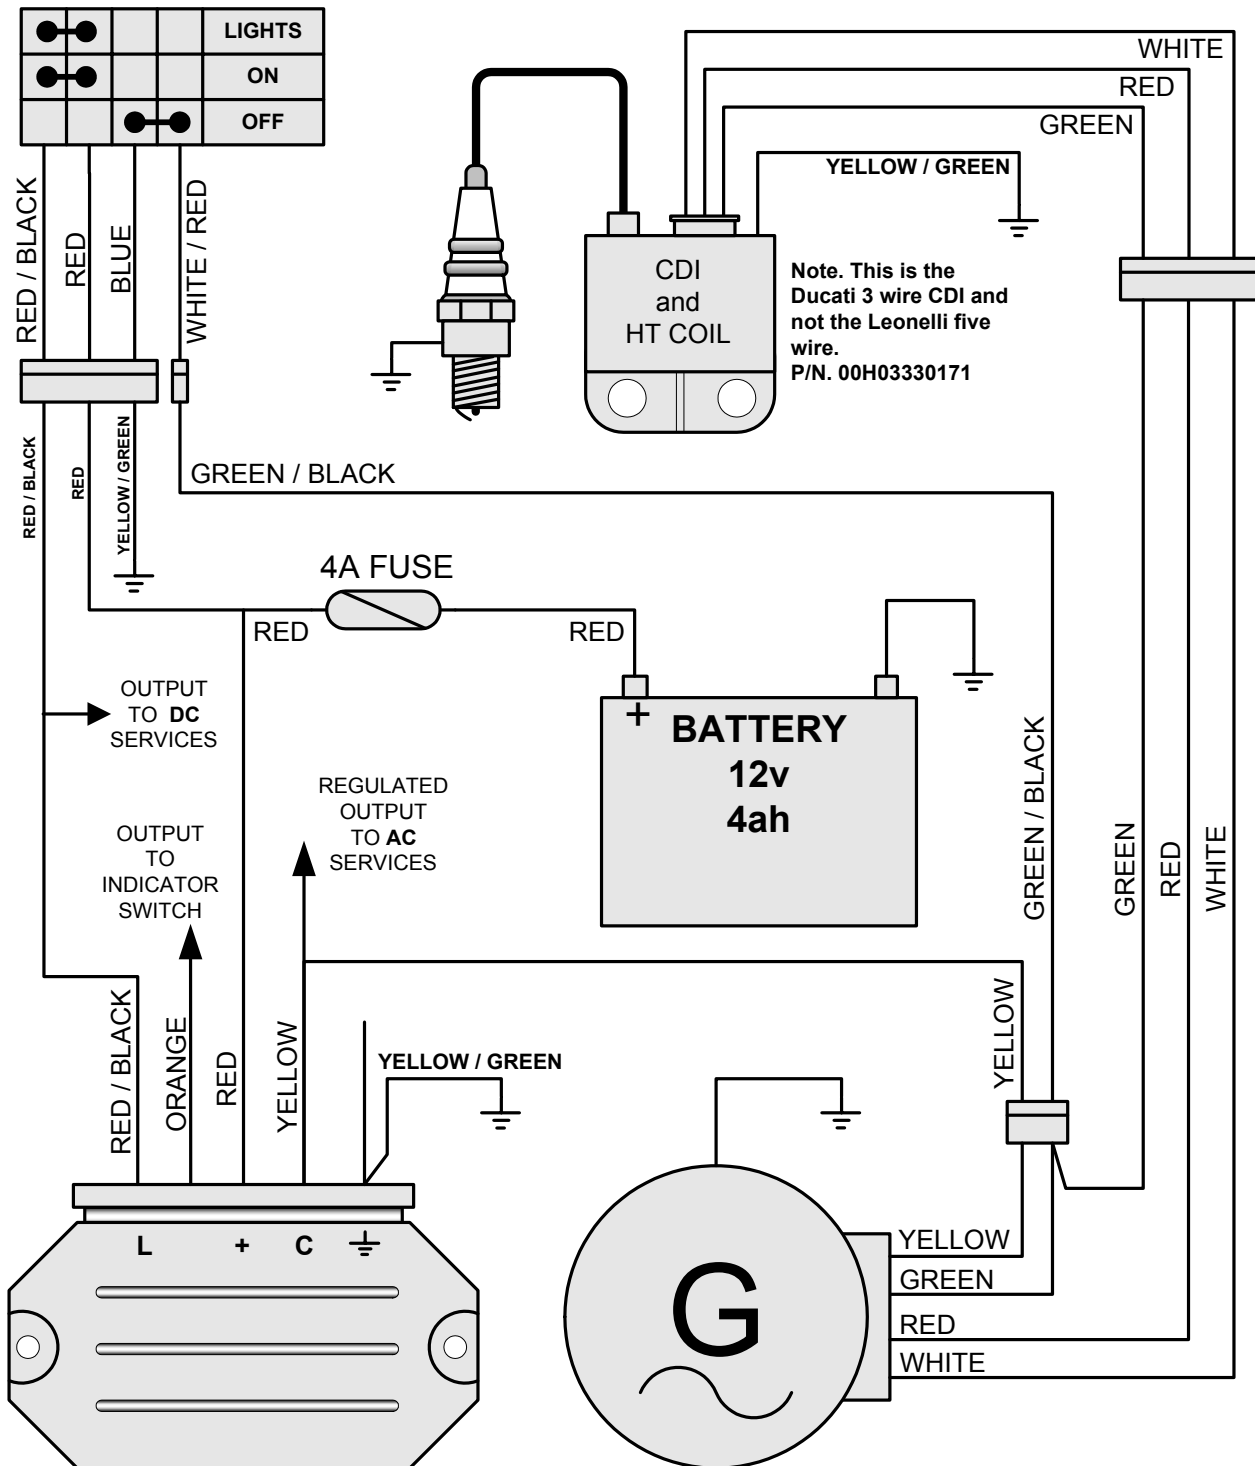 LIGHTS
ON
OFF
RED / BLACK
RED
BLUE
WHITE / RED
RED / BLACK
RED
YELLOW / GREEN
GREEN / BLACK
WHITE
RED
GREEN
YELLOW / GREEN
CDI
and
HT COIL
Note. This is the
Ducati 3 wire CDI and
not the Leonelli five
wire.
P/N. 00H03330171
4A FUSE
RED
RED
OUTPUT
TO DC
SERVICES
+
BATTERY
12v
4ah
REGULATED
OUTPUT
TO AC
SERVICES
OUTPUT
TO
INDICATOR
SWITCH
GREEN / BLACK
GREEN
RED
WHITE
RED / BLACK
ORANGE
RED
YELLOW
YELLOW / GREEN
YELLOW
L
+
C
G
YELLOW
GREEN
RED
WHITE